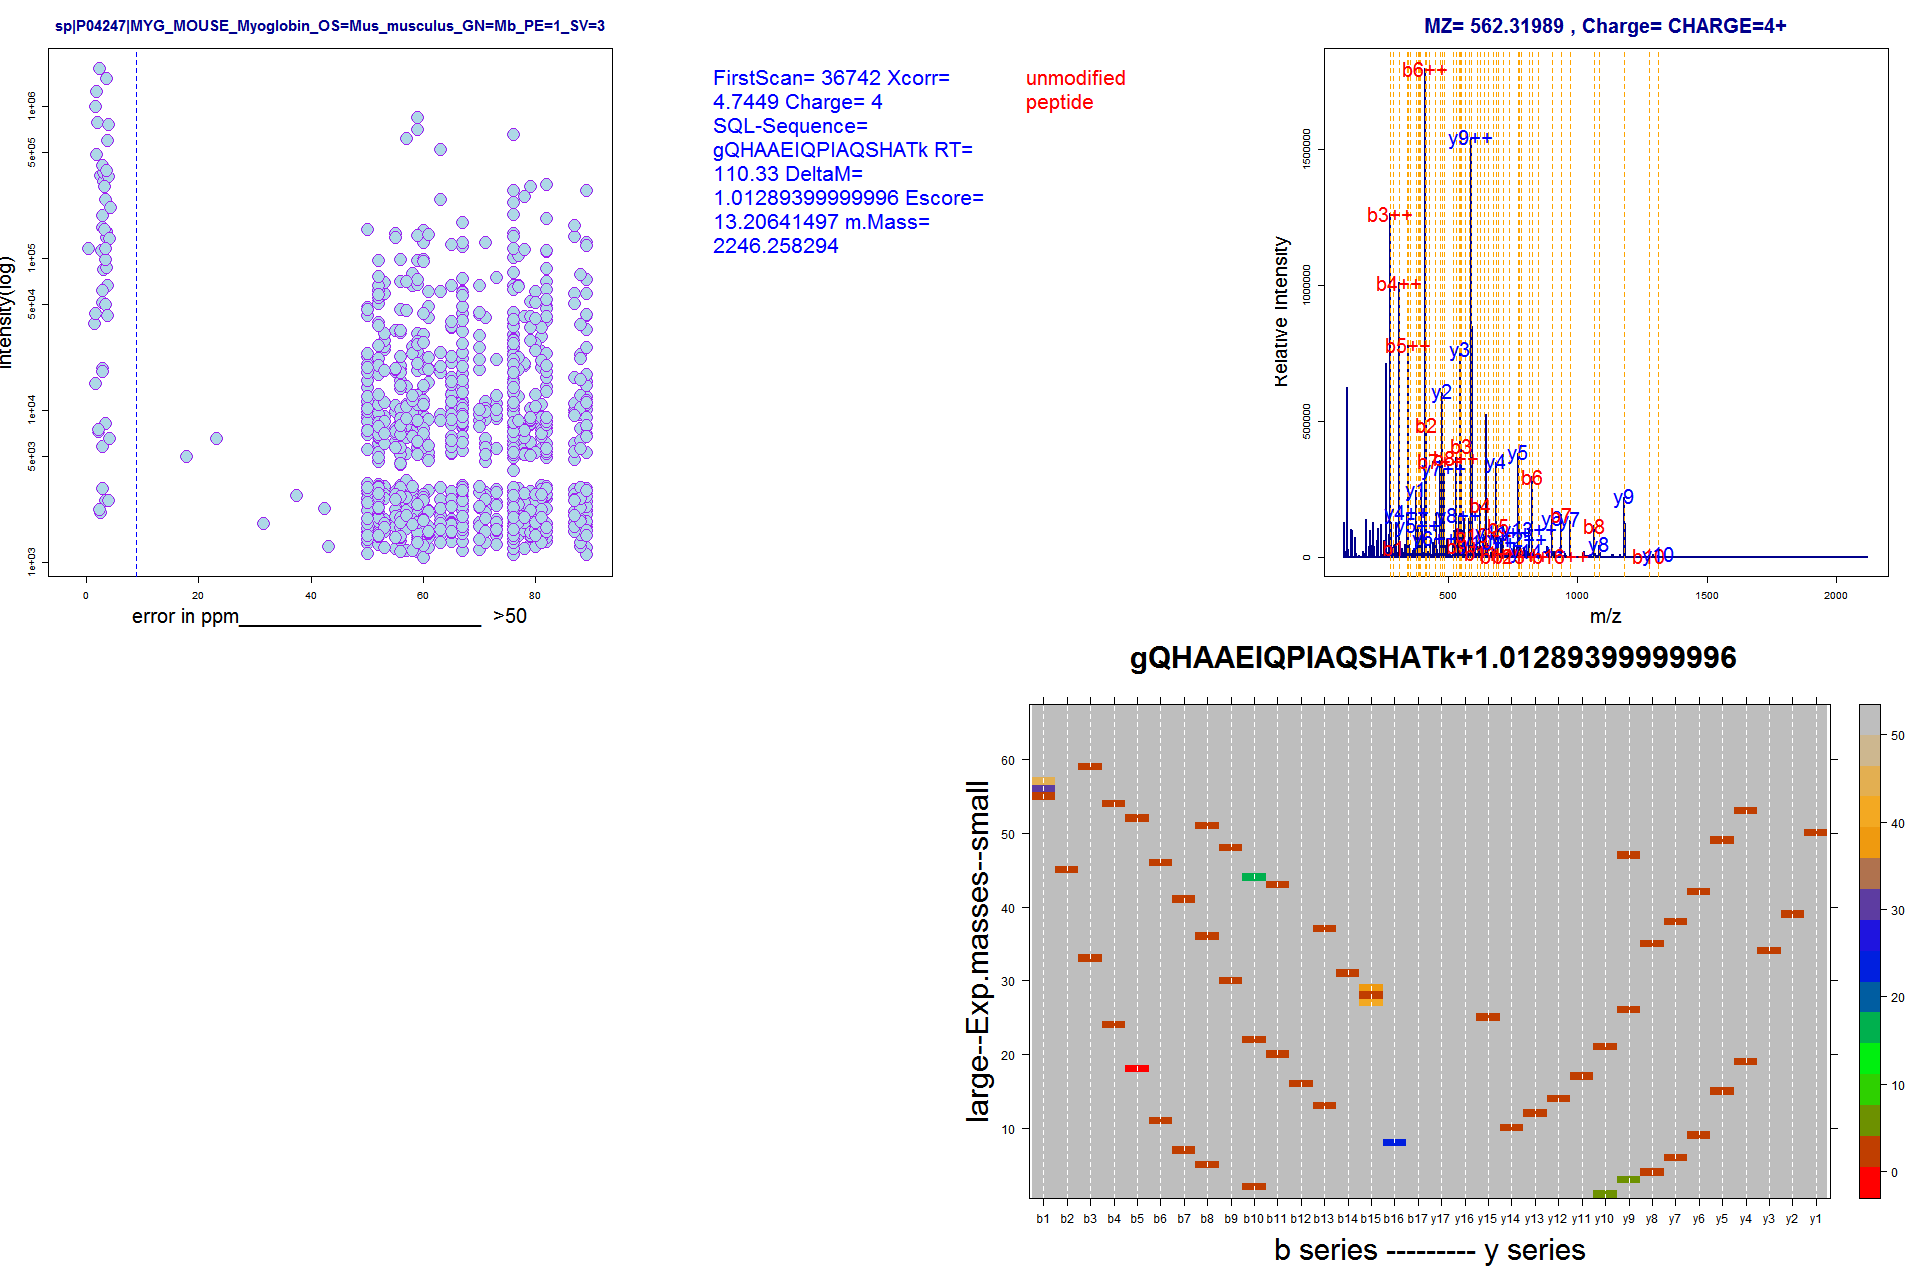 sp|P04247|MYG_MOUSE_Myoglobin_OS=Mus_musculus_GN=Mb_PE=1_SV=3
intensity(log)
1e+06
5e+05
1e+05
5e+04
1e+04
5e+03
1e+03
0 20 40 60 80
error in ppm______________________ >50
FirstScan= 36742 Xcorr=
4.7449 Charge= 4
SQL-Sequence=
gQHAAEIQPIAQSHATk RT=
110.33 DeltaM=
1.01289399999996 Escore=
13.20641497 m.Mass=
2246.258294
unmodified
peptide
MZ= 562.31989 , Charge= CHARGE=4+
Relative Intensity
1500000
1000000
500000
0
b6++
y9++
b3++
b4++
b5++
y3
y2
b2
b3
y5
y4
b6
y1
y9
b4
b7
y7
b8
y8
y10
500 1000 1500 2000
m/z
gQHAAEIQPIAQSHATk+1.01289399999996
large--Exp.masses--small
60
50
40
30
20
10
b1 b2 b3 b4 b5 b6 b7 b8 b9 b10 b11 b12 b13 b14 b15 b16 b17 y17 y16 y15 y14 y13 y12 y11 y10 y9 y8 y7 y6 y5 y4 y3 y2 y1
b series --------- y series
50
40
30
20
10
0